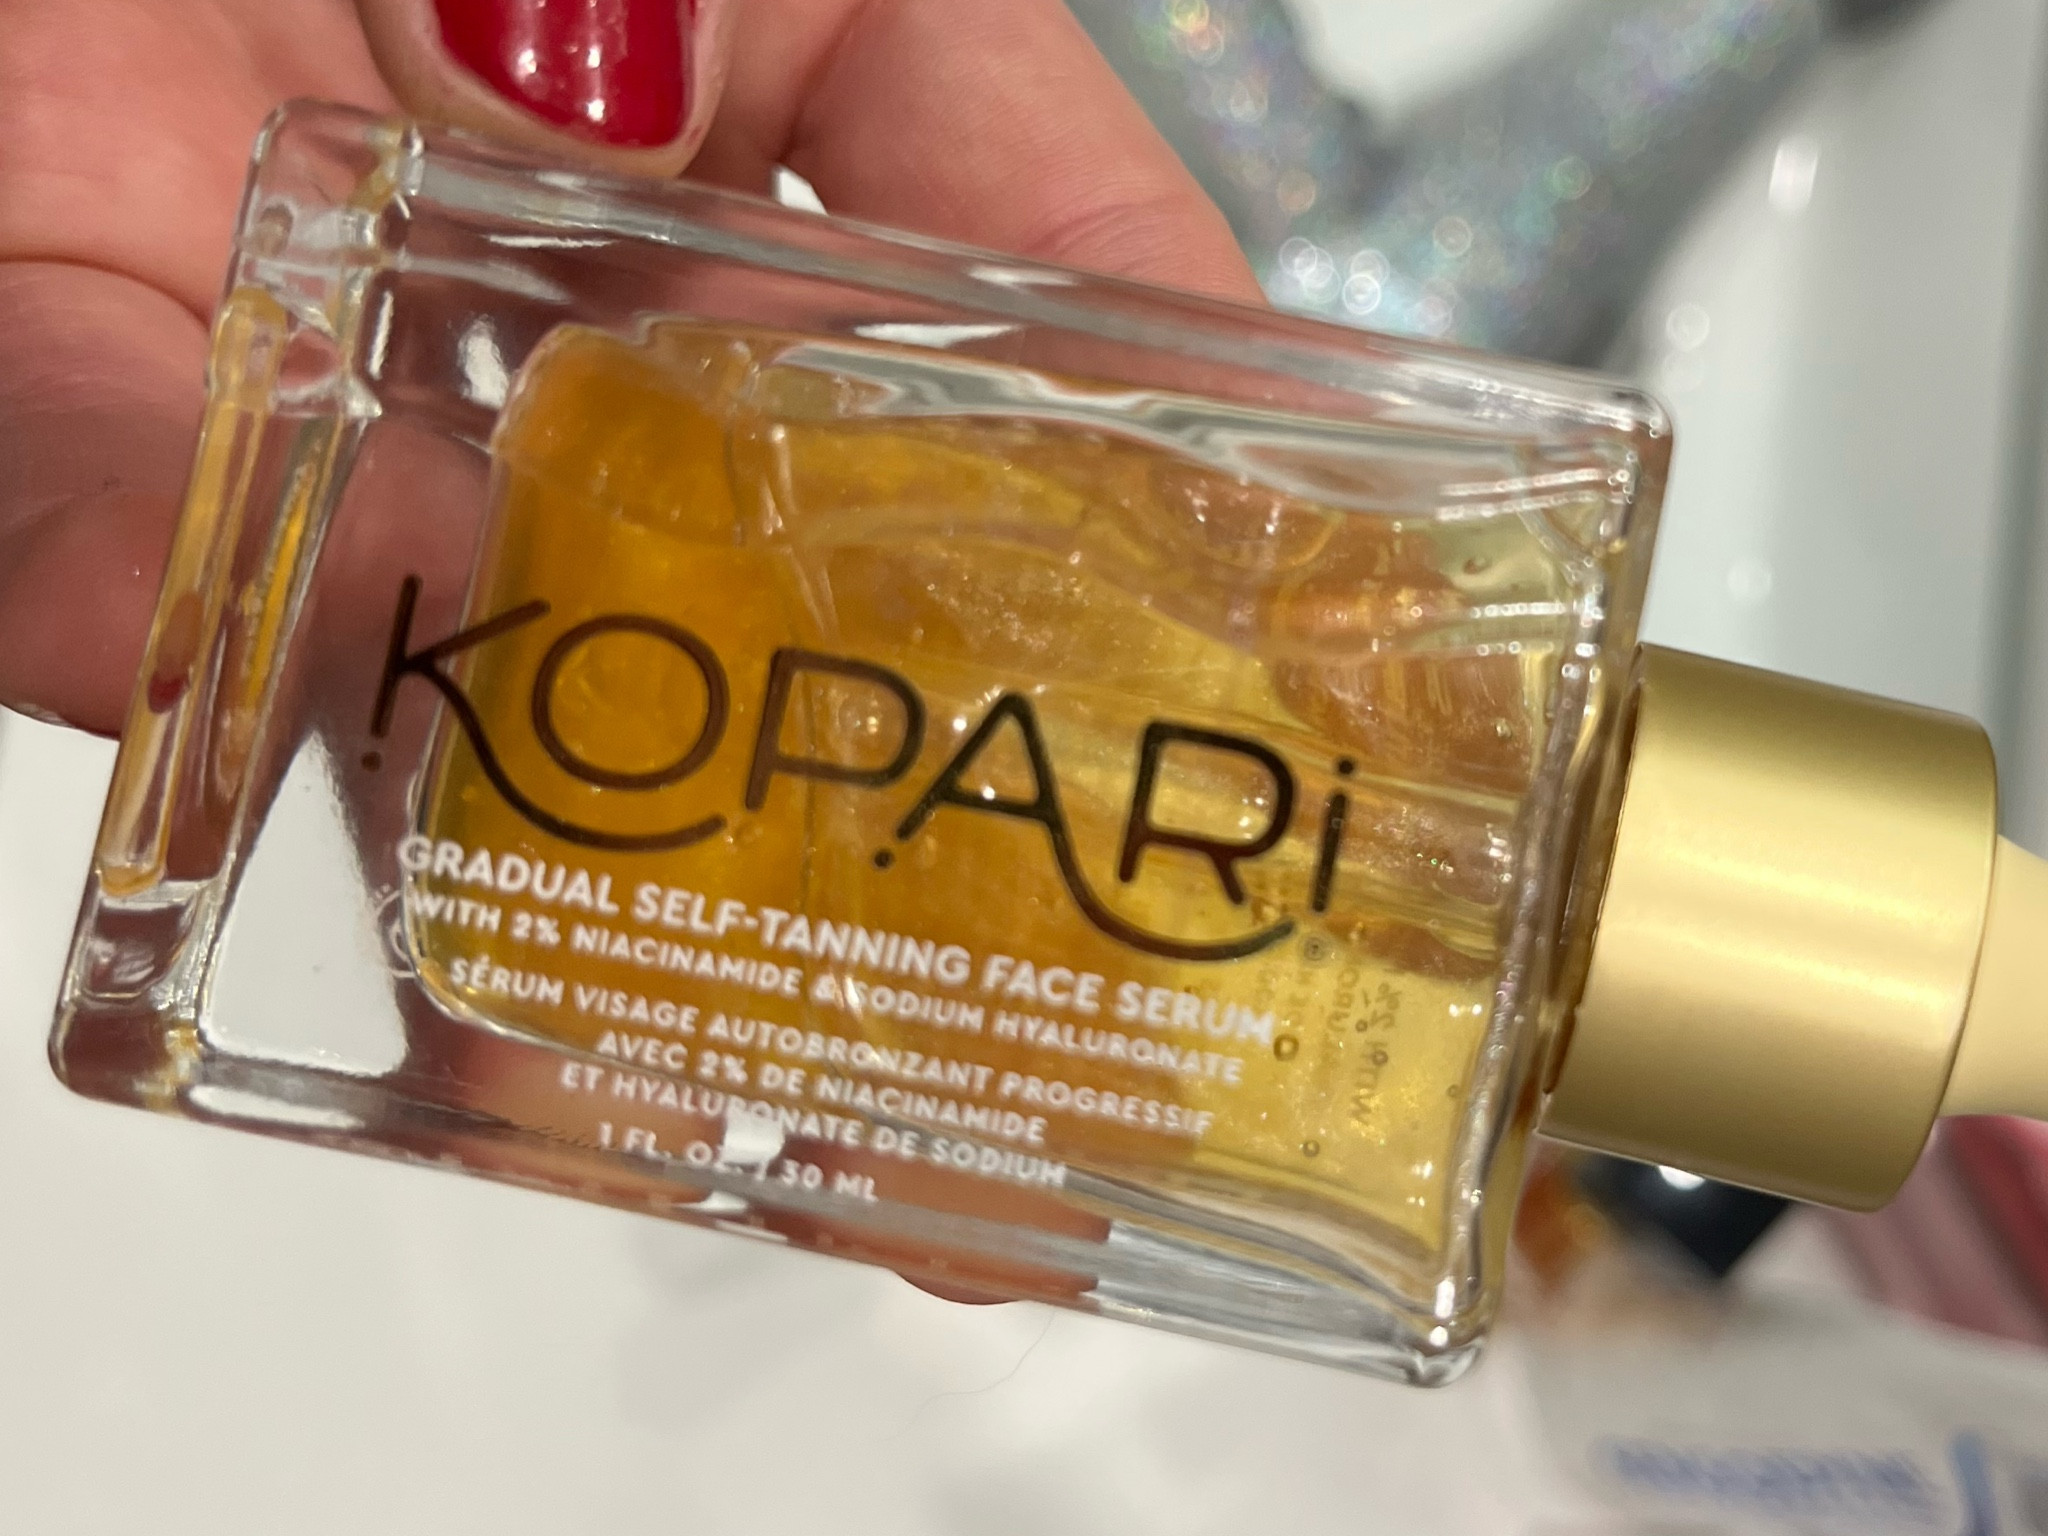 KOPARI
GRADUAL SELF-TANNING FACE SERUM
WITH 2% NIACINAMIDE & SODIUM HYALURONATE
SÉRUM VISAGE AUTOBRONZANT PROGRESSIF
AVEC 2% DE NIACINAMIDE
ET HYALURONATE DE SODIUM
1 FL. OZ. / 30 ML